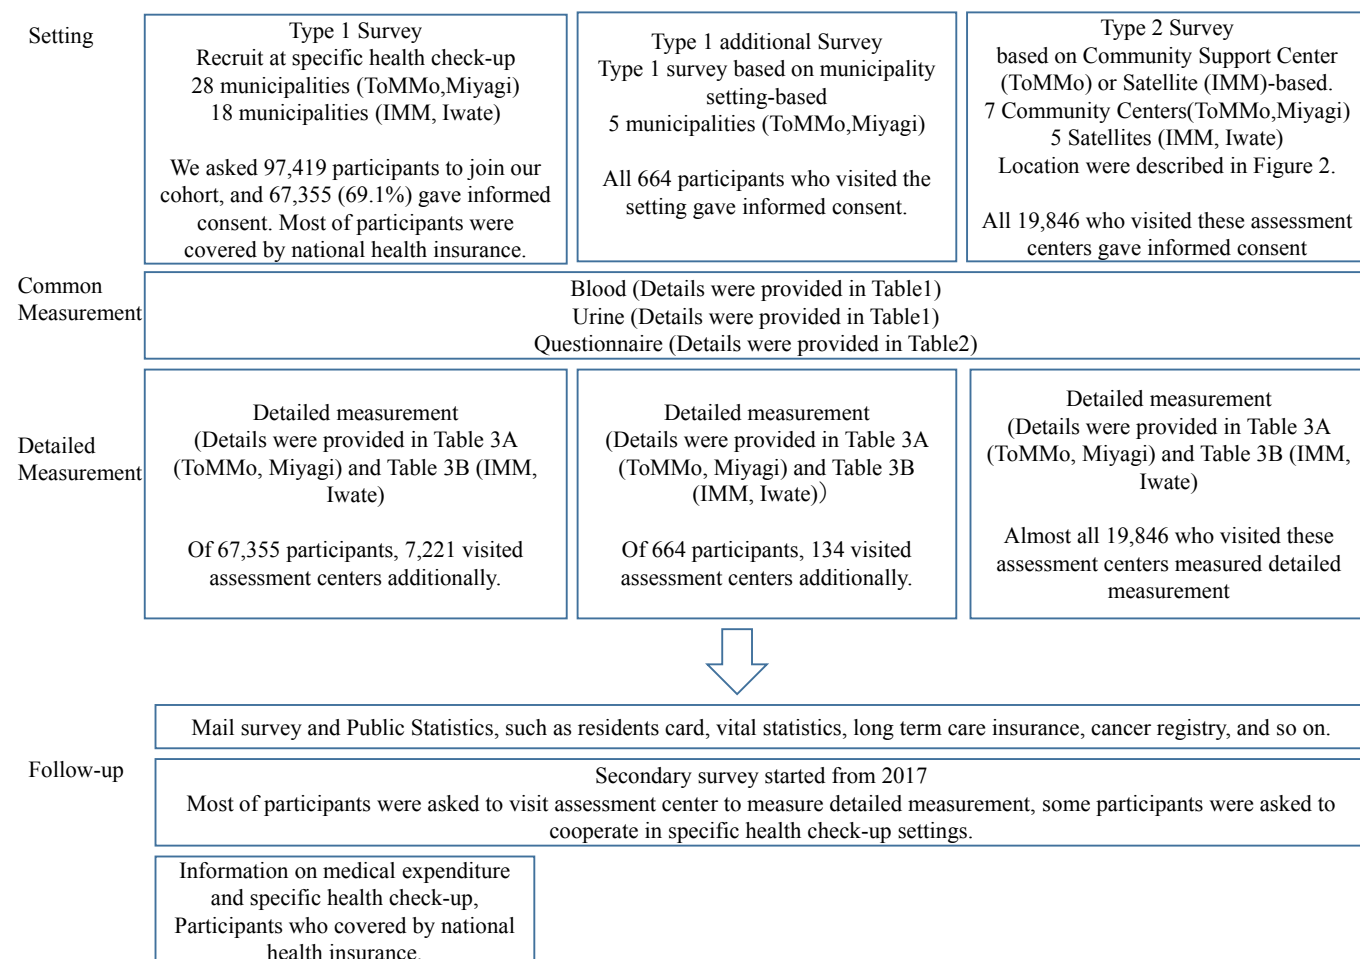 Setting
Type 1 Survey
Recruit at specific health check-up
28 municipalities (ToMMo,Miyagi)
18 municipalities (IMM, Iwate)
We asked 97,419 participants to join our
cohort, and 67,355 (69.1%) gave informed
consent. Most of participants were
covered by national health insurance.
Type 1 additional Survey
Type 1 survey based on municipality
setting-based
5 municipalities (ToMMo,Miyagi)
All 664 participants who visited the
setting gave informed consent.
Type 2 Survey
based on Community Support Center
(ToMMo) or Satellite (IMM)-based.
7 Community Centers(ToMMo,Miyagi)
5 Satellites (IMM, Iwate)
Location were described in Figure 2.
All 19,846 who visited these assessment
centers gave informed consent
Common
Measurement
Blood (Details were provided in Table1)
Urine (Details were provided in Table1)
Questionnaire (Details were provided in Table2)
Detailed
Measurement
Detailed measurement
(Details were provided in Table 3A
(ToMMo, Miyagi) and Table 3B (IMM,
Iwate)
Of 67,355 participants, 7,221 visited
assessment centers additionally.
Detailed measurement
(Details were provided in Table 3A
(ToMMo, Miyagi) and Table 3B
(IMM, Iwate)）
Of 664 participants, 134 visited
assessment centers additionally.
Detailed measurement
(Details were provided in Table 3A
(ToMMo, Miyagi) and Table 3B (IMM,
Iwate)
Almost all 19,846 who visited these
assessment centers measured detailed
measurement
Mail survey and Public Statistics, such as residents card, vital statistics, long term care insurance, cancer registry, and so on.
Follow-up
Secondary survey started from 2017
Most of participants were asked to visit assessment center to measure detailed measurement, some participants were asked to
cooperate in specific health check-up settings.
Information on medical expenditure
and specific health check-up,
Participants who covered by national
health insurance.